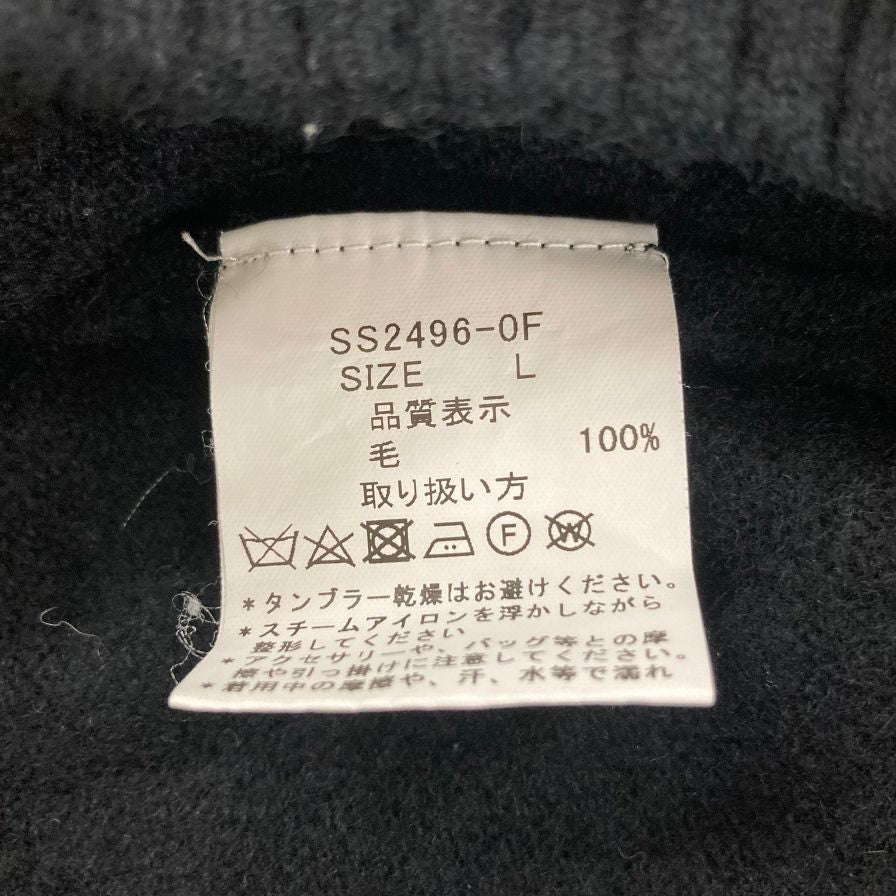 SS2496-0F
SIZE L
品質表示
毛 100%
取り扱い方
F W
*タンブラー乾燥はお避けください。
*スチームアイロンを浮かしながら
整形してください
*アクセサリーや、バッグ等との摩
擦や引っ掛けに注意してください。
*着用中の摩擦や、汗、水等で濡れ